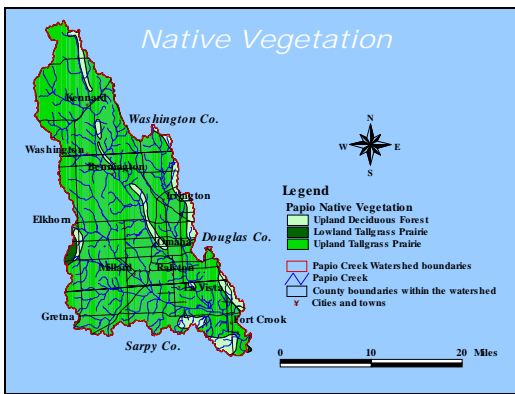 Native Vegetation
Kennard
Washington Co.
Washington
Bennington
Irvington
Elkhorn
Omaha
Douglas Co.
Millard
Ralston
La Vista
Gretna
Fort Crook
Sarpy Co.
N
W
E
S
Legend
Papio Native Vegetation
Upland Deciduous Forest
Lowland Tallgrass Prairie
Upland Tallgrass Prairie
Papio Creek Watershed boundaries
Papio Creek
County boundaries within the watershed
Cities and towns
0 10 20 Miles